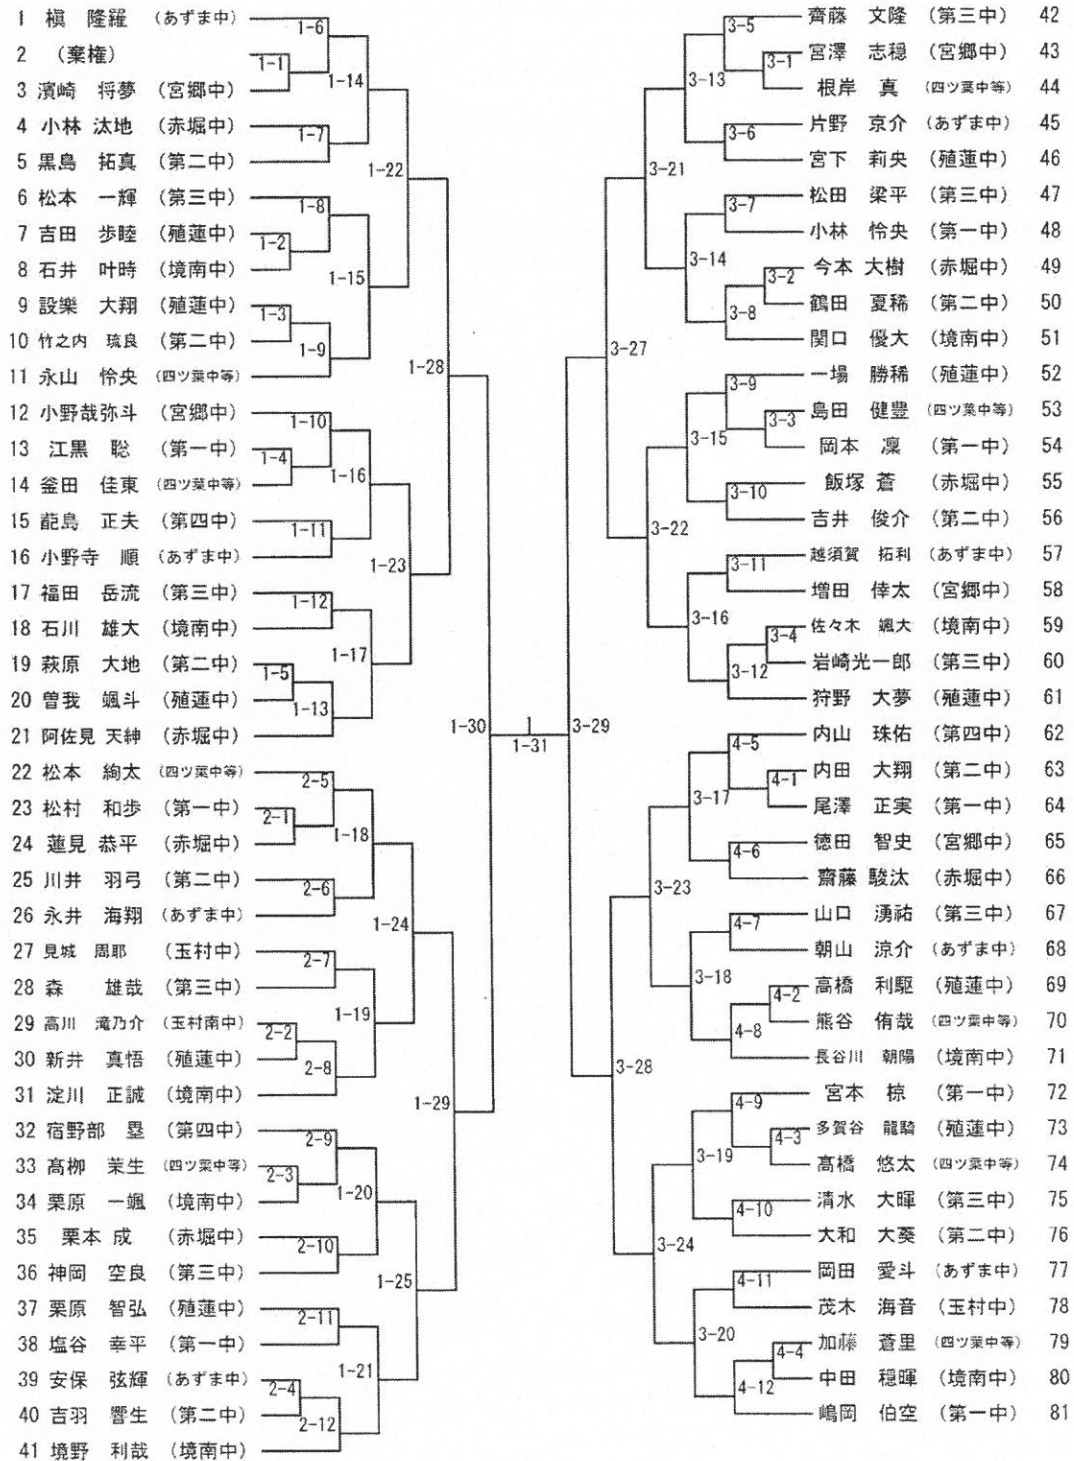 1 槇 隆羅 (あずま中)
2 (棄権)
3 濱崎 将夢 (宮郷中)
4 小林 汰地 (赤堀中)
5 黒島 拓真 (第二中)
6 松本 一輝 (第三中)
7 吉田 歩睦 (殖蓮中)
8 石井 叶時 (境南中)
9 設樂 大翔 (殖蓮中)
10 竹之内 琉良 (第二中)
11 永山 怜央 (四ツ葉中等)
12 小野哉弥斗 (宮郷中)
13 江黒 聡 (第一中)
14 釜田 佳東 (四ツ葉中等)
15 蓜島 正夫 (第四中)
16 小野寺 順 (あずま中)
17 福田 岳流 (第三中)
18 石川 雄大 (境南中)
19 萩原 大地 (第二中)
20 曽我 颯斗 (殖蓮中)
21 阿佐見 天紳 (赤堀中)
22 松本 絢太 (四ツ葉中等)
23 松村 和歩 (第一中)
24 蓮見 恭平 (赤堀中)
25 川井 羽弓 (第二中)
26 永井 海翔 (あずま中)
27 見城 周耶 (玉村中)
28 森 雄哉 (第三中)
29 高川 滝乃介 (玉村南中)
30 新井 真悟 (殖蓮中)
31 淀川 正誠 (境南中)
32 宿野部 塁 (第四中)
33 髙栁 茉生 (四ツ葉中等)
34 栗原 一颯 (境南中)
35 栗本 成 (赤堀中)
36 神岡 空良 (第三中)
37 栗原 智弘 (殖蓮中)
38 塩谷 幸平 (第一中)
39 安保 弦輝 (あずま中)
40 吉羽 響生 (第二中)
41 境野 利哉 (境南中)
1-6
1-1
1-14
1-7
1-22
1-8
1-2
1-15
1-3
1-9
1-28
1-10
1-4
1-16
1-11
1-23
1-12
1-17
1-5
1-13
1-30
2-5
2-1
1-18
2-6
1-24
2-7
1-19
2-2
2-8
1-29
2-9
2-3
1-20
2-10
1-25
2-11
1-21
2-4
2-12
1-31
3-29
3-5
3-1
3-13
3-6
3-21
3-7
3-14
3-2
3-8
3-27
3-9
3-3
3-15
3-10
3-22
3-11
3-16
3-4
3-12
4-5
4-1
3-17
4-6
3-23
4-7
3-18
4-2
4-8
3-28
4-9
4-3
3-19
4-10
3-24
4-11
3-20
4-4
4-12
齊藤 文隆 (第三中) 42
宮澤 志穏 (宮郷中) 43
根岸 真 (四ツ葉中等) 44
片野 京介 (あずま中) 45
宮下 莉央 (殖蓮中) 46
松田 梁平 (第三中) 47
小林 怜央 (第一中) 48
今本 大樹 (赤堀中) 49
鶴田 夏稀 (第二中) 50
関口 優大 (境南中) 51
一場 勝稀 (殖蓮中) 52
島田 健豊 (四ツ葉中等) 53
岡本 凜 (第一中) 54
飯塚 蒼 (赤堀中) 55
吉井 俊介 (第二中) 56
越須賀 拓利 (あずま中) 57
増田 倖太 (宮郷中) 58
佐々木 颯大 (境南中) 59
岩崎光一郎 (第三中) 60
狩野 大夢 (殖蓮中) 61
内山 珠佑 (第四中) 62
内田 大翔 (第二中) 63
尾澤 正実 (第一中) 64
徳田 智史 (宮郷中) 65
齋藤 駿汰 (赤堀中) 66
山口 湧祐 (第三中) 67
朝山 涼介 (あずま中) 68
高橋 利駆 (殖蓮中) 69
熊谷 侑哉 (四ツ葉中等) 70
長谷川 朝陽 (境南中) 71
宮本 椋 (第一中) 72
多賀谷 龍騎 (殖蓮中) 73
高橋 悠太 (四ツ葉中等) 74
清水 大暉 (第三中) 75
大和 大葵 (第二中) 76
岡田 愛斗 (あずま中) 77
茂木 海音 (玉村中) 78
加藤 蒼里 (四ツ葉中等) 79
中田 穏暉 (境南中) 80
嶋岡 伯空 (第一中) 81